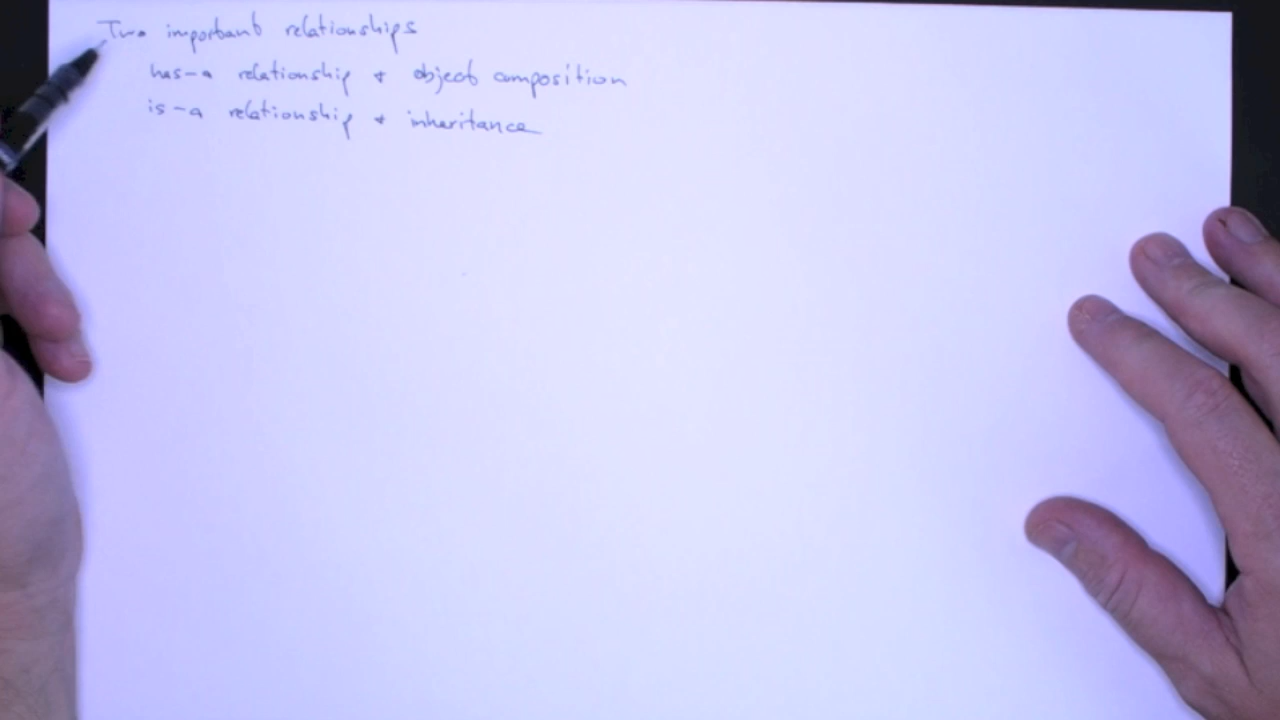 Two important relationships
has-a relationship & object composition
is-a relationship & inheritance